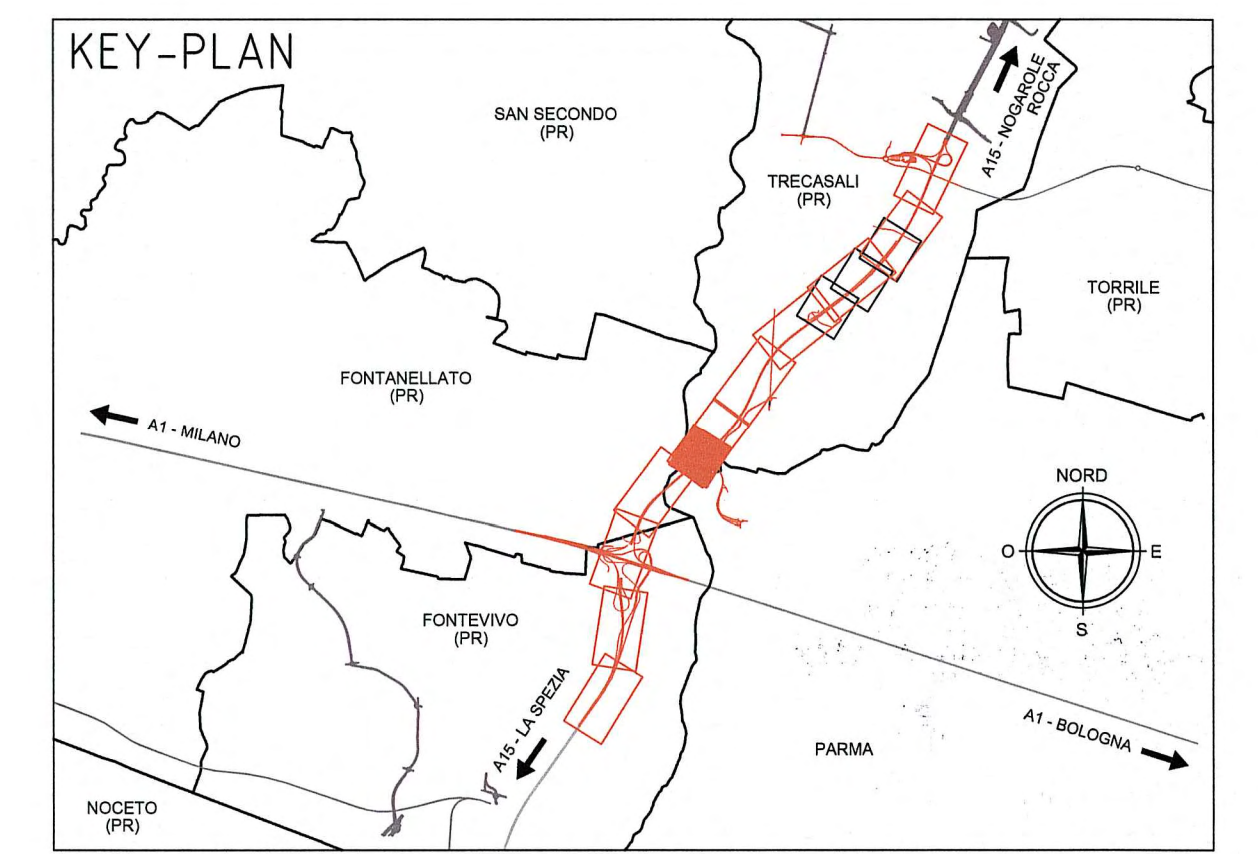 KEY-PLAN
SAN SECONDO
(PR)
A15 - NOGAROLE
ROCCA
TRECASALI
(PR)
TORRILE
(PR)
FONTANELLATO
(PR)
A1 - MILANO
NORD
O
E
S
FONTEVIVO
(PR)
A15 - LA SPEZIA
A1 - BOLOGNA
PARMA
NOCETO
(PR)